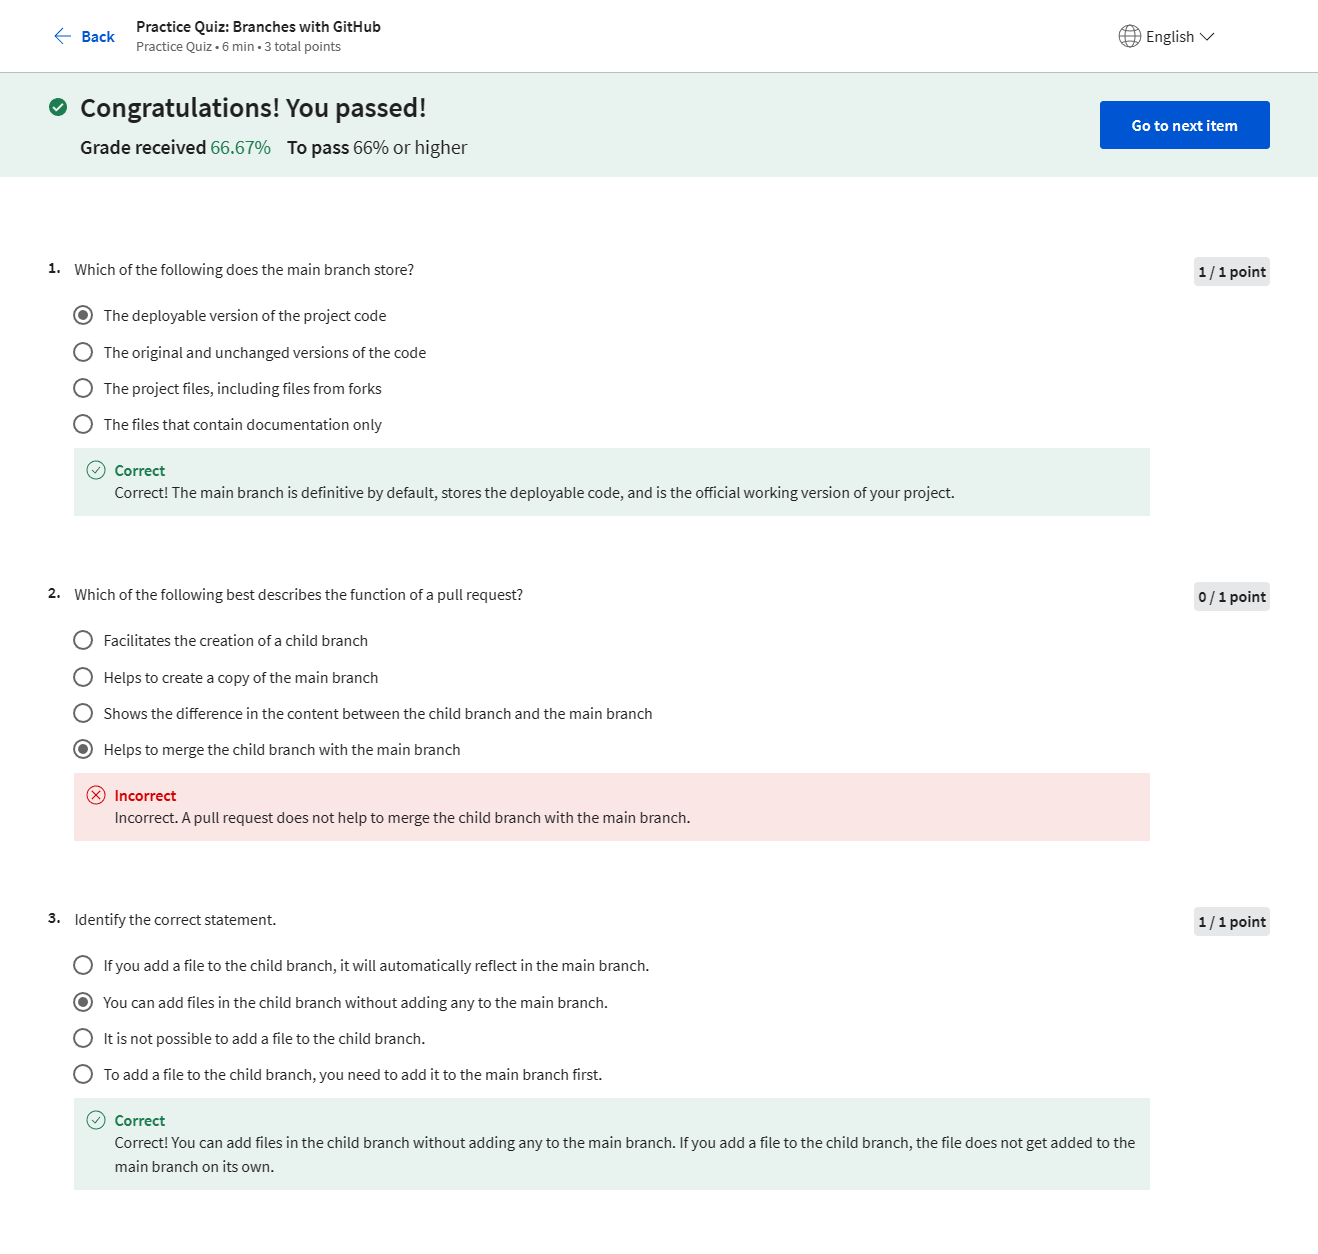 Back
Practice Quiz: Branches with GitHub
Practice Quiz • 6 min • 3 total points
English
Congratulations! You passed!
Grade received 66.67% To pass 66% or higher
Go to next item
1. Which of the following does the main branch store?
1 / 1 point
The deployable version of the project code
The original and unchanged versions of the code
The project files, including files from forks
The files that contain documentation only
Correct
Correct! The main branch is definitive by default, stores the deployable code, and is the official working version of your project.
2. Which of the following best describes the function of a pull request?
0 / 1 point
Facilitates the creation of a child branch
Helps to create a copy of the main branch
Shows the difference in the content between the child branch and the main branch
Helps to merge the child branch with the main branch
Incorrect
Incorrect. A pull request does not help to merge the child branch with the main branch.
3. Identify the correct statement.
1 / 1 point
If you add a file to the child branch, it will automatically reflect in the main branch.
You can add files in the child branch without adding any to the main branch.
It is not possible to add a file to the child branch.
To add a file to the child branch, you need to add it to the main branch first.
Correct
Correct! You can add files in the child branch without adding any to the main branch. If you add a file to the child branch, the file does not get added to the
main branch on its own.